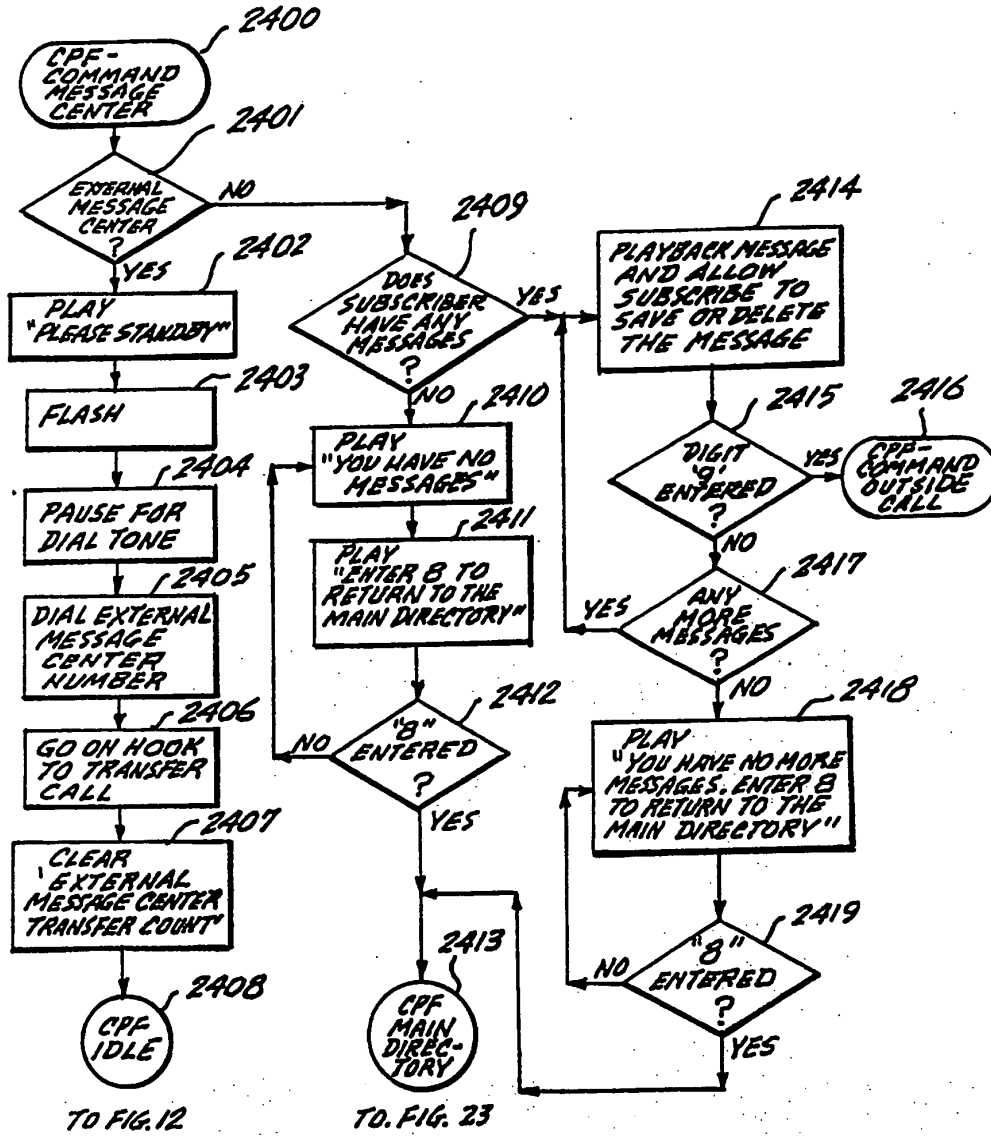 2400
CPF-
COMMAND
MESSAGE
CENTER
2401
EXTERNAL
MESSAGE
CENTER
?
NO
YES
2402
PLAY
"PLEASE STANDBY"
2403
FLASH
2404
PAUSE FOR
DIAL TONE
2405
DIAL EXTERNAL
MESSAGE
CENTER
NUMBER
2406
GO ON HOOK
TO TRANSFER
CALL
2407
CLEAR
'EXTERNAL
MESSAGE CENTER
TRANSFER COUNT'
2408
CPF
IDLE
TO FIG.12
2409
DOES
SUBSCRIBER
HAVE ANY
MESSAGES
?
YES
NO
2410
PLAY
"YOU HAVE NO
MESSAGES"
2411
PLAY
"ENTER 8 TO
RETURN TO THE
MAIN DIRECTORY"
2412
"8"
ENTERED
?
NO
YES
2413
CPF
MAIN
DIREC-
TORY
TO. FIG. 23
2414
PLAYBACK MESSAGE
AND ALLOW
SUBSCRIBE TO
SAVE OR DELETE
THE MESSAGE
2415
DIGIT
'9'
ENTERED
?
YES
NO
2416
CPF-
COMMAND
OUTSIDE
CALL
2417
ANY
MORE
MESSAGES
?
YES
NO
2418
PLAY
"YOU HAVE NO MORE
MESSAGES. ENTER 8
TO RETURN TO THE
MAIN DIRECTORY"
2419
"8"
ENTERED
?
NO
YES